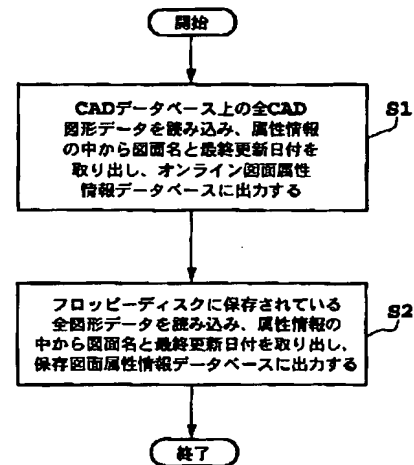 開始
CADデータベース上の全CAD
図形データを読み込み、属性情報
の中から図面名と最終更新日付を
取り出し、オンライン図面属性
情報データベースに出力する
S1
フロッピーディスクに保存されている
全図形データを読み込み、属性情報の
中から図面名と最終更新日付を取り出し、
保存図面属性情報データベースに出力する
S2
終了